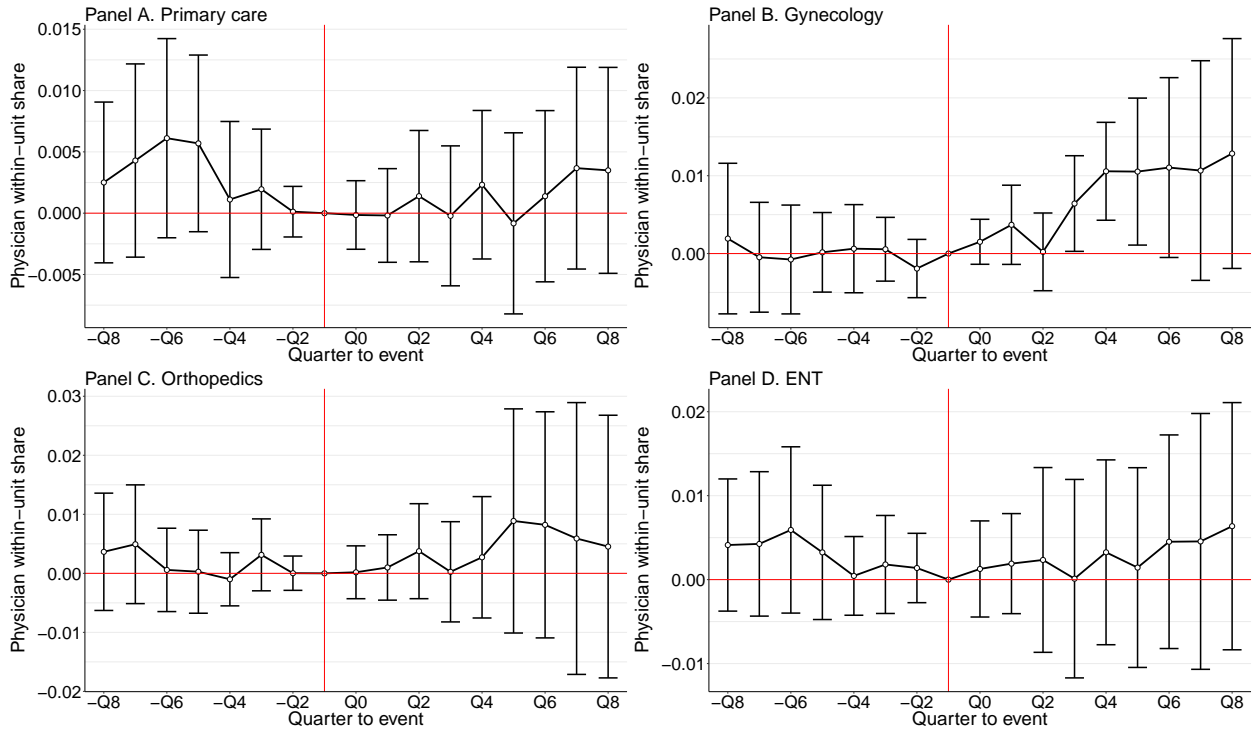 Panel A. Primary care
Physician within−unit share
0.015
0.010
0.005
0.000
−0.005
−Q8 −Q6 −Q4 −Q2 Q0 Q2 Q4 Q6 Q8
Quarter to event
Panel B. Gynecology
Physician within−unit share
0.02
0.01
0.00
−Q8 −Q6 −Q4 −Q2 Q0 Q2 Q4 Q6 Q8
Quarter to event
Panel C. Orthopedics
Physician within−unit share
0.03
0.02
0.01
0.00
−0.01
−0.02
−Q8 −Q6 −Q4 −Q2 Q0 Q2 Q4 Q6 Q8
Quarter to event
Panel D. ENT
Physician within−unit share
0.02
0.01
0.00
−0.01
−Q8 −Q6 −Q4 −Q2 Q0 Q2 Q4 Q6 Q8
Quarter to event